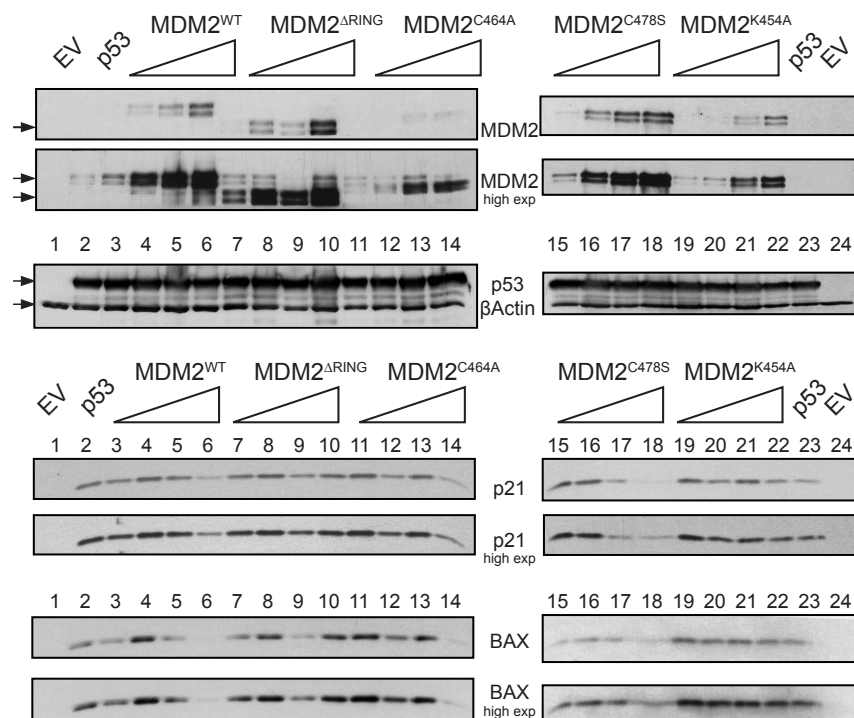 EV p53 MDM2WT MDM2ΔRING MDM2C464A MDM2C478S MDM2K454A p53 EV
MDM2
MDM2
high exp
1 2 3 4 5 6 7 8 9 10 11 12 13 14 15 16 17 18 19 20 21 22 23 24
p53
βActin
EV p53 MDM2WT MDM2ΔRING MDM2C464A MDM2C478S MDM2K454A p53 EV
1 2 3 4 5 6 7 8 9 10 11 12 13 14 15 16 17 18 19 20 21 22 23 24
p21
p21
high exp
1 2 3 4 5 6 7 8 9 10 11 12 13 14 15 16 17 18 19 20 21 22 23 24
BAX
BAX
high exp